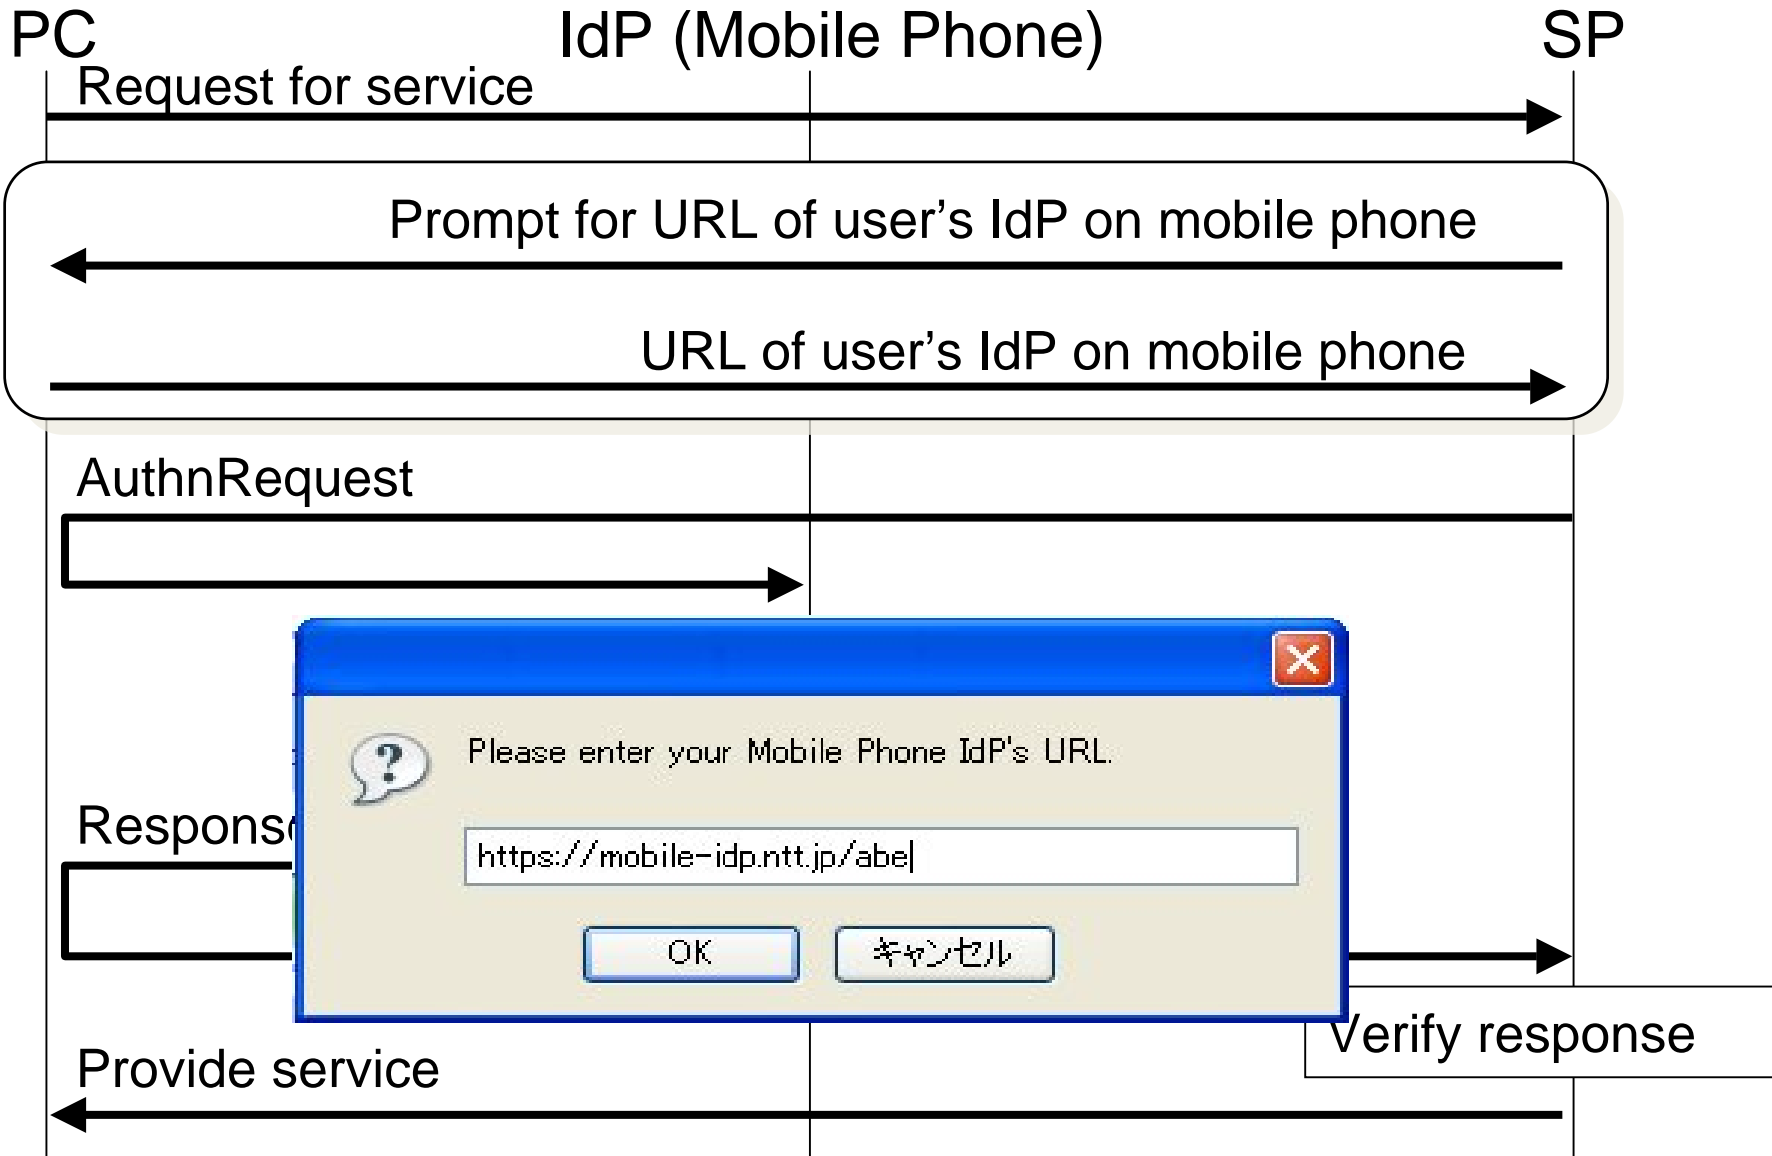 PC
IdP (Mobile Phone)
SP
Request for service
Prompt for URL of user’s IdP on mobile phone
URL of user’s IdP on mobile phone
AuthnRequest
Please enter your Mobile Phone IdP's URL.
Response
https://mobile-idp.ntt.jp/abe
OK
キャンセル
Verify response
Provide service